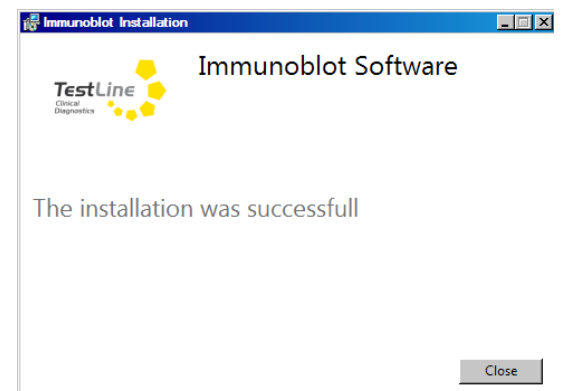 Immunoblot Installation
Immunoblot Software
TestLine
Clinical
Diagnostics
The installation was successfull
Close